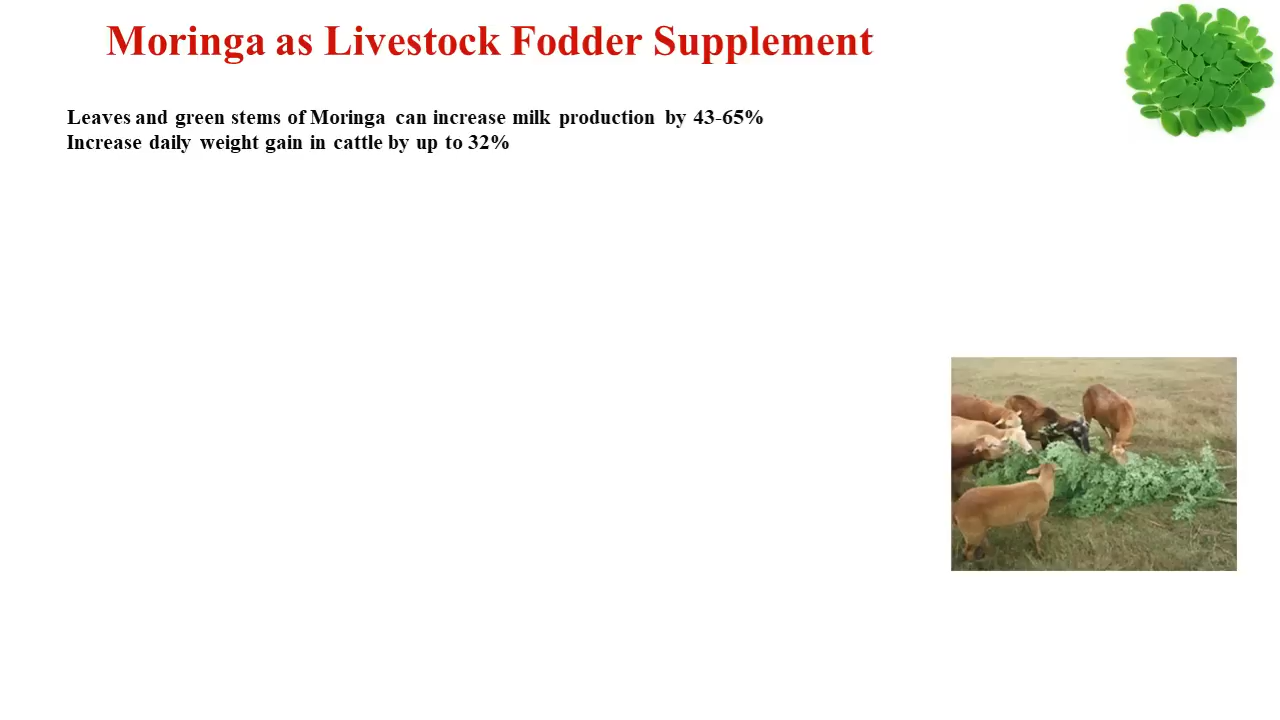 Moringa as Livestock Fodder Supplement
Leaves and green stems of Moringa can increase milk production by 43-65%
Increase daily weight gain in cattle by up to 32%